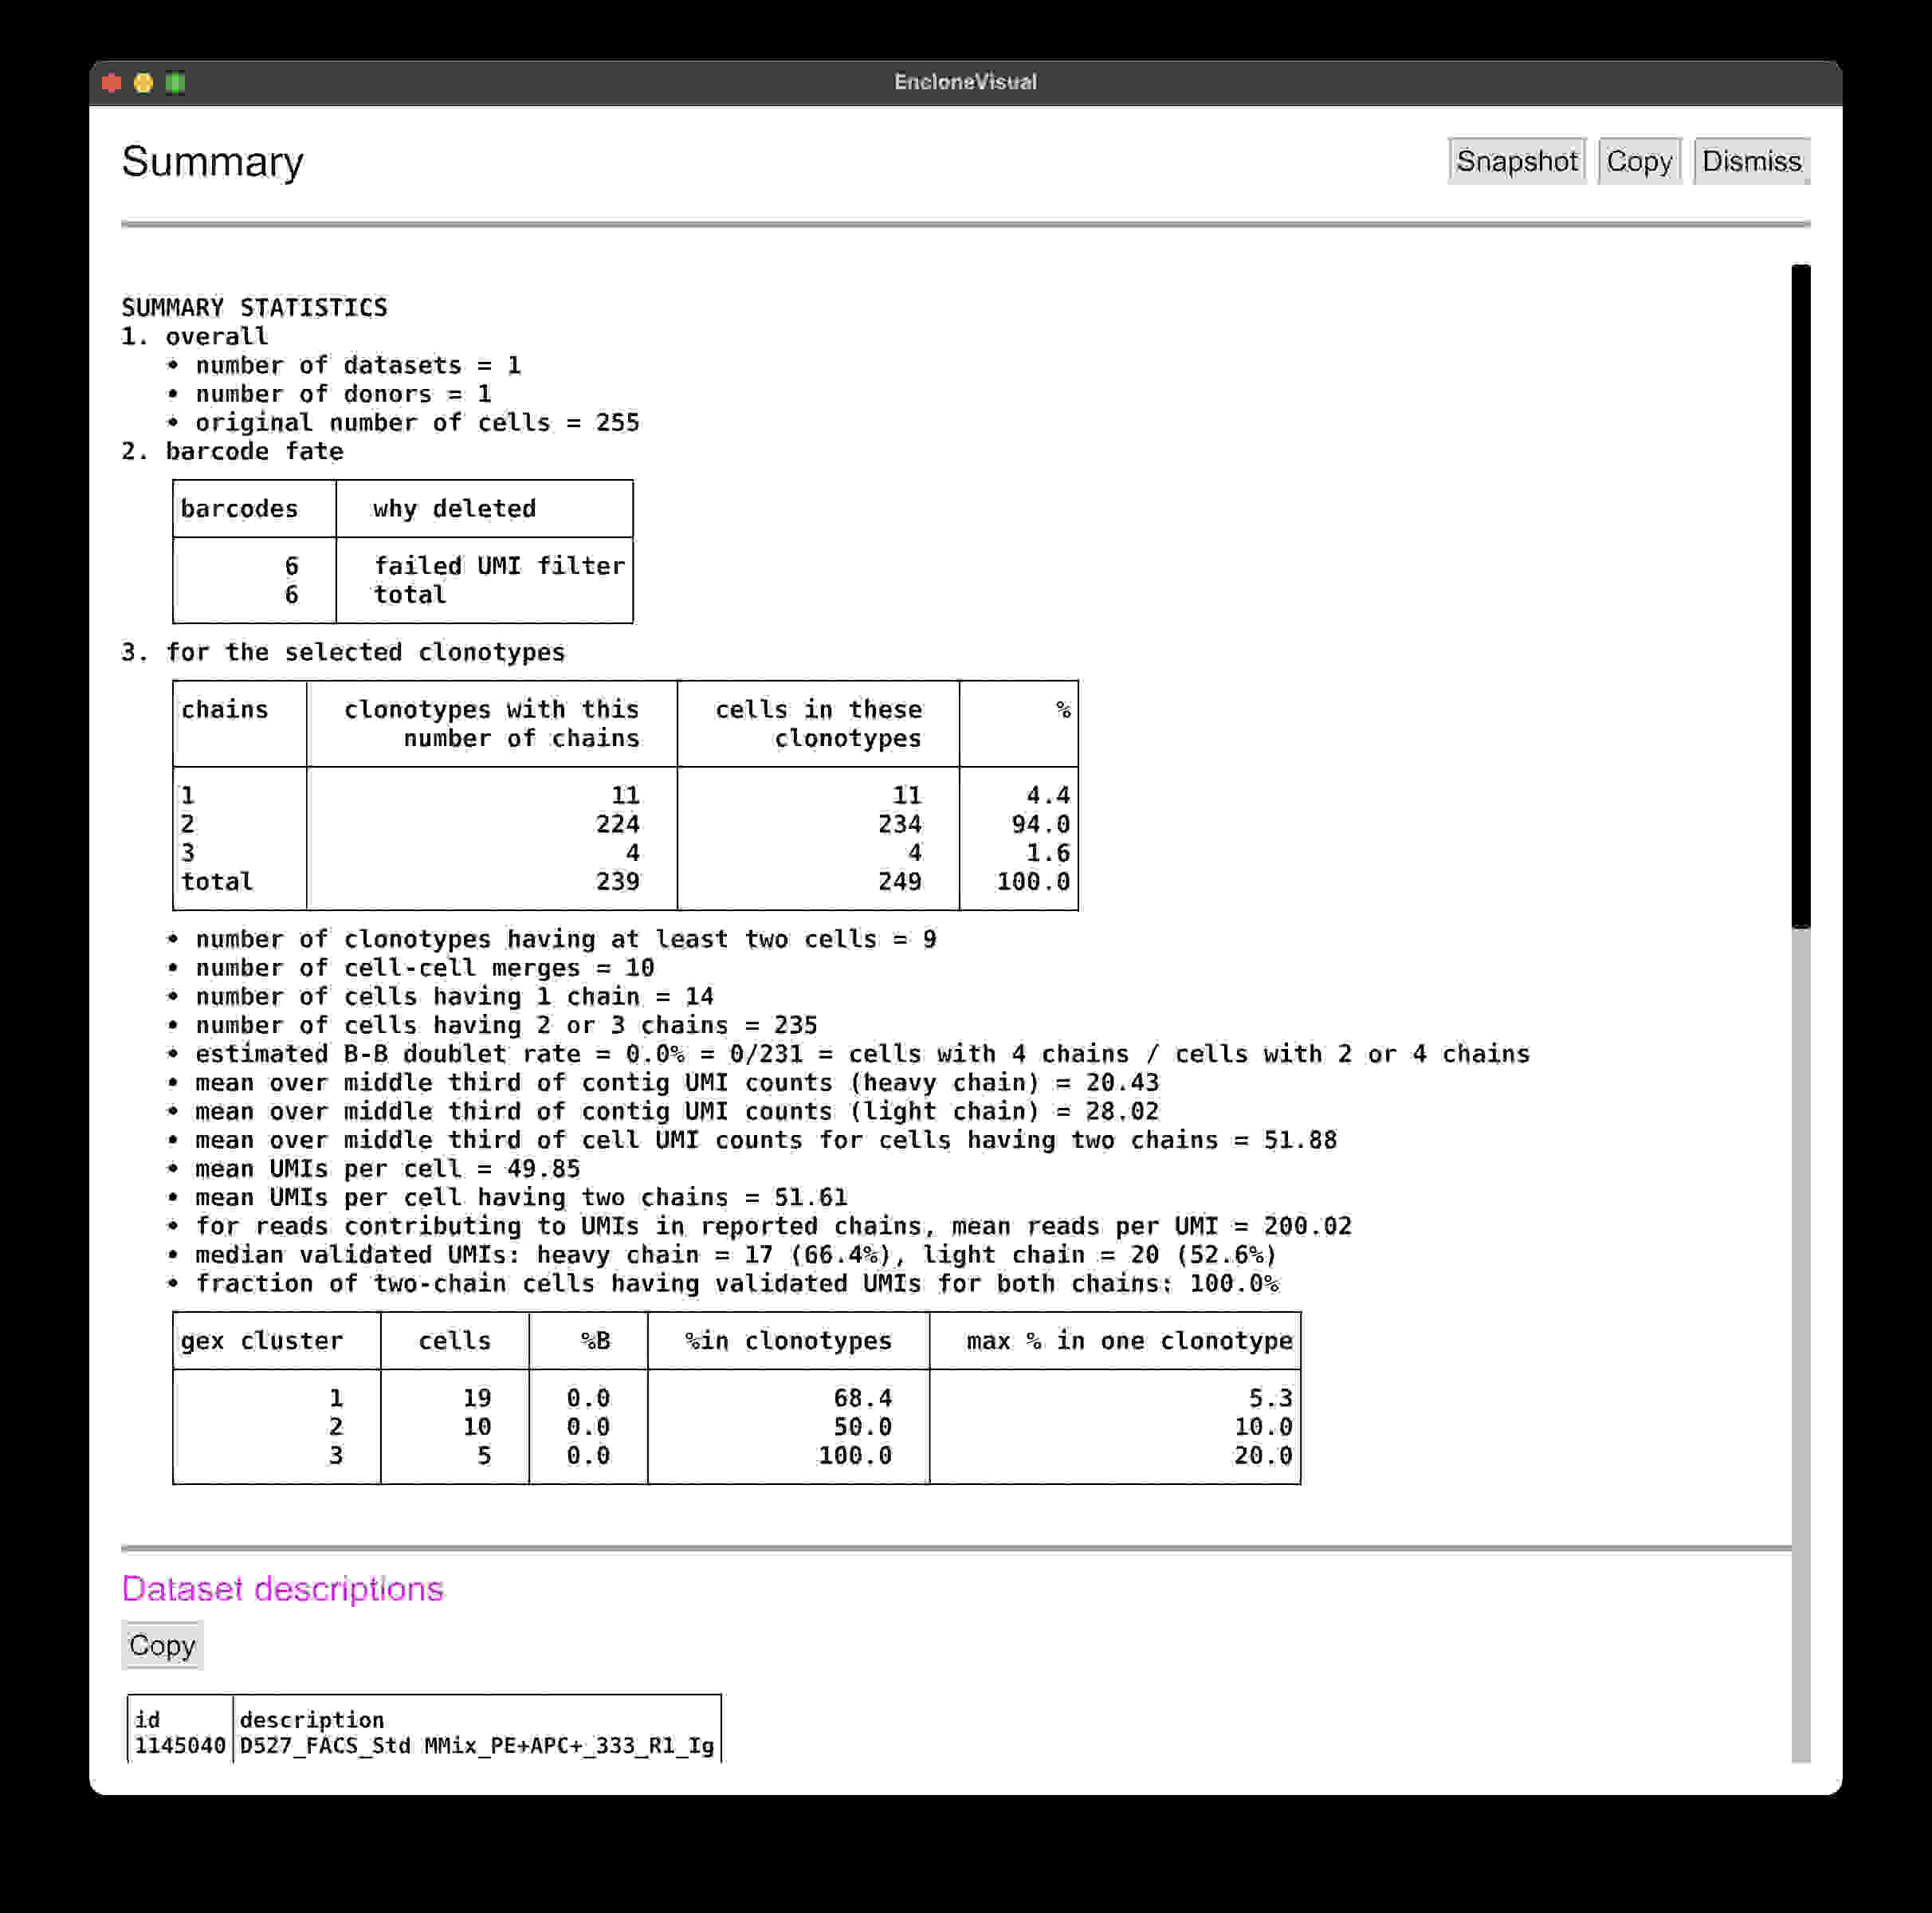 EncloneVisual
Summary Snapshot Copy Dismiss
SUMMARY STATISTICS
1. overall
• number of datasets = 1
• number of donors = 1
• original number of cells = 255
2. barcode fate
barcodes why deleted
6 failed UMI filter
6 total
3. for the selected clonotypes
chains clonotypes with this cells in these %
number of chains clonotypes
1 11 11 4.4
2 224 234 94.0
3 4 4 1.6
total 239 249 100.0
• number of clonotypes having at least two cells = 9
• number of cell-cell merges = 10
• number of cells having 1 chain = 14
• number of cells having 2 or 3 chains = 235
• estimated B-B doublet rate = 0.0% = 0/231 = cells with 4 chains / cells with 2 or 4 chains
• mean over middle third of contig UMI counts (heavy chain) = 20.43
• mean over middle third of contig UMI counts (light chain) = 28.02
• mean over middle third of cell UMI counts for cells having two chains = 51.88
• mean UMIs per cell = 49.85
• mean UMIs per cell having two chains = 51.61
• for reads contributing to UMIs in reported chains, mean reads per UMI = 200.02
• median validated UMIs: heavy chain = 17 (66.4%), light chain = 20 (52.6%)
• fraction of two-chain cells having validated UMIs for both chains: 100.0%
gex cluster cells %B %in clonotypes max % in one clonotype
1 19 0.0 68.4 5.3
2 10 0.0 50.0 10.0
3 5 0.0 100.0 20.0
Dataset descriptions
Copy
id description
1145040 D527_FACS_Std MMix_PE+APC+_333_R1_Ig